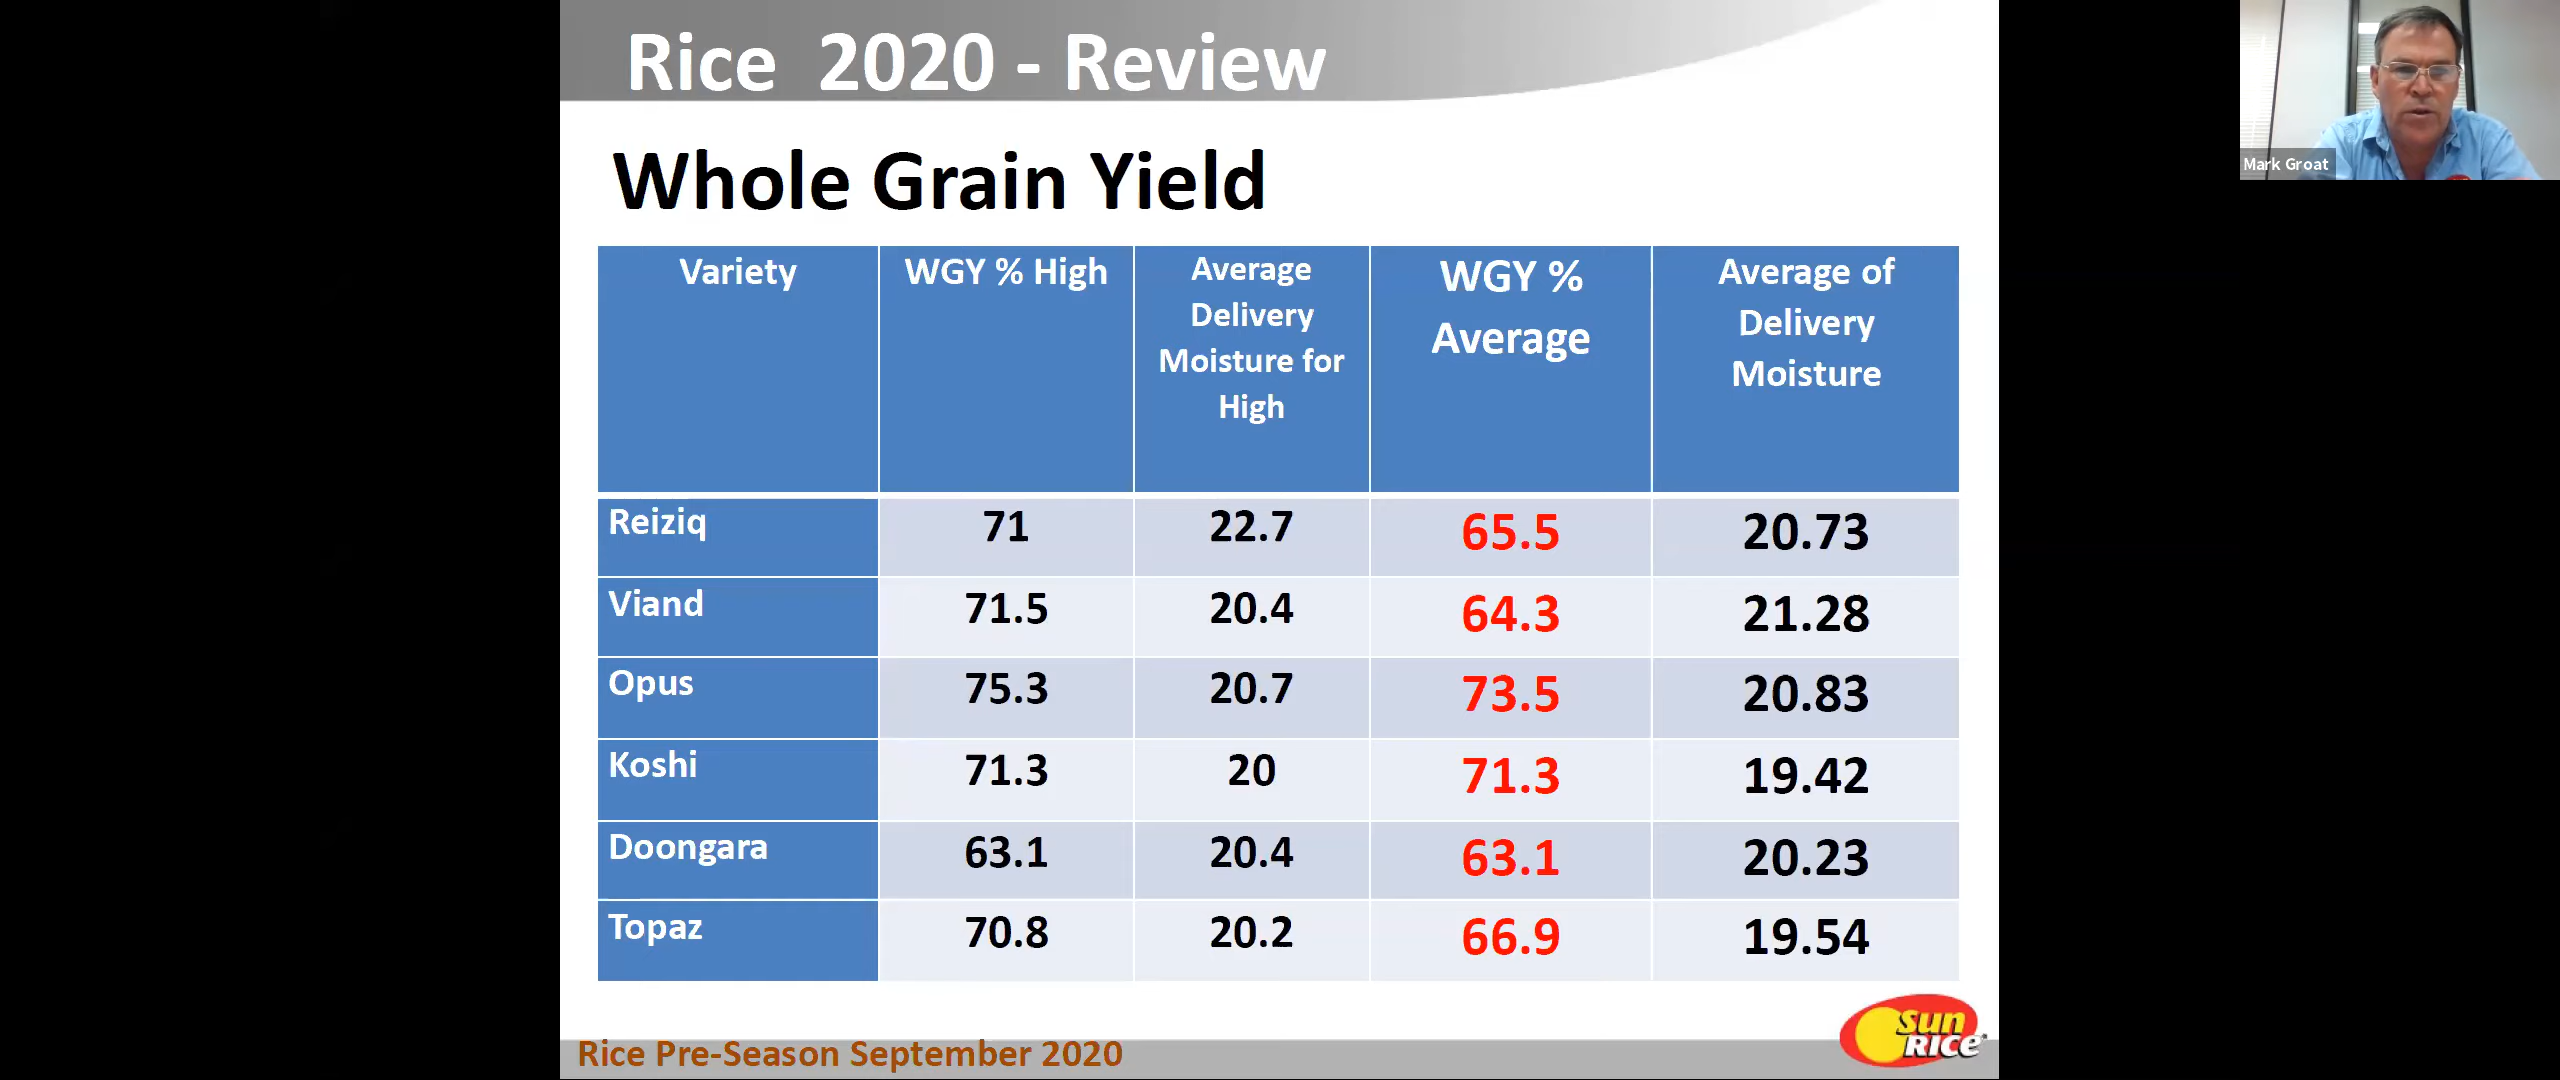 Rice 2020 - Review
Mark Groat
Whole Grain Yield
Variety
WGY % High
Average
Delivery
Moisture for
High
WGY %
Average
Average of
Delivery
Moisture
Reiziq 71 22.7 65.5 20.73
Viand 71.5 20.4 64.3 21.28
Opus 75.3 20.7 73.5 20.83
Koshi 71.3 20 71.3 19.42
Doongara 63.1 20.4 63.1 20.23
Topaz 70.8 20.2 66.9 19.54
Rice Pre-Season September 2020
Sun
RICE